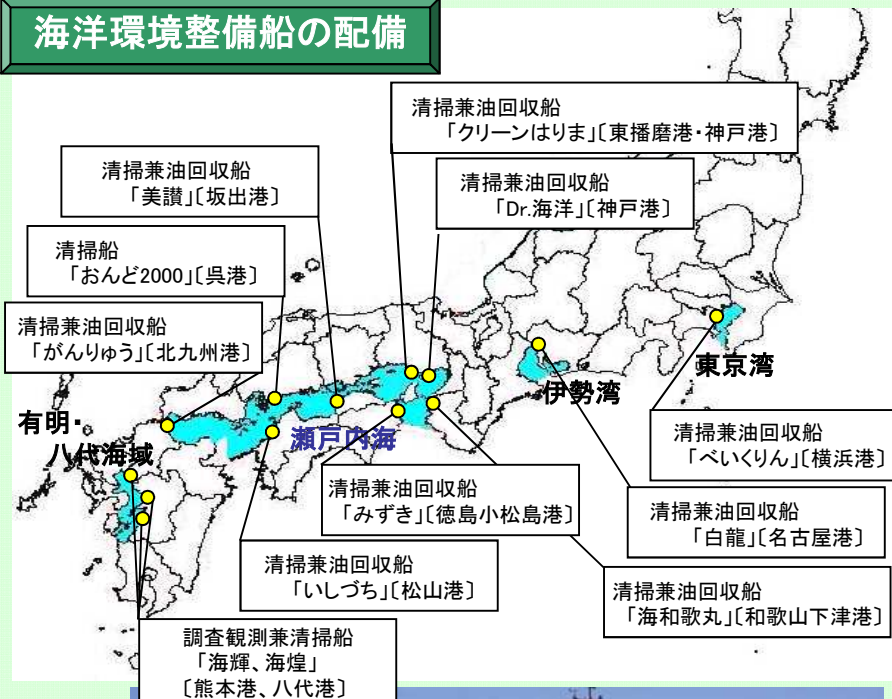 海洋環境整備船の配備
清掃兼油回収船
「クリーンはりま」〔東播磨港・神戸港〕
清掃兼油回収船
「美讃」〔坂出港〕
清掃兼油回収船
「Dr.海洋」〔神戸港〕
清掃船
「おんど2000」〔呉港〕
清掃兼油回収船
「がんりゅう」〔北九州港〕
東京湾
伊勢湾
有明・
八代海域
瀬戸内海
清掃兼油回収船
「べいくりん」〔横浜港〕
清掃兼油回収船
「みずき」〔徳島小松島港〕
清掃兼油回収船
「白龍」〔名古屋港〕
清掃兼油回収船
「いしづち」〔松山港〕
清掃兼油回収船
「海和歌丸」〔和歌山下津港〕
調査観測兼清掃船
「海輝、海煌」
〔熊本港、八代港〕